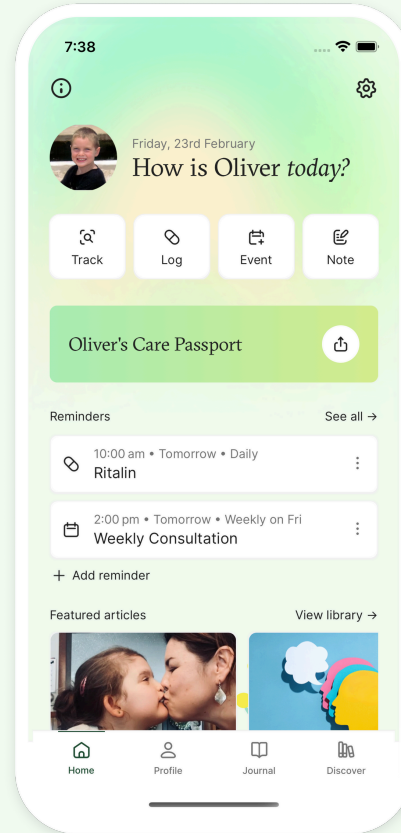 7:38
Friday, 23rd February
How is Oliver today?
Track
Log
Event
Note
Oliver's Care Passport
Reminders
See all →
10:00 am • Tomorrow • Daily
Ritalin
2:00 pm • Tomorrow • Weekly on Fri
Weekly Consultation
+ Add reminder
Featured articles
View library →
Home
Profile
Journal
Discover